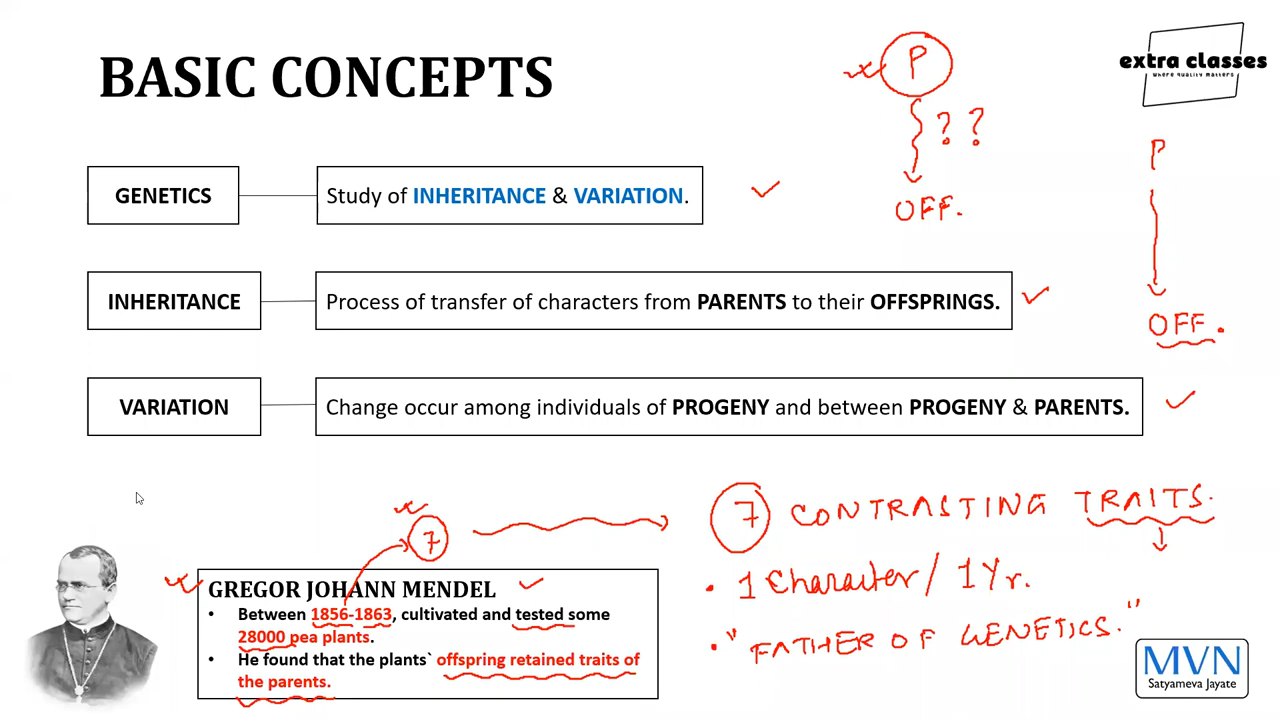 BASIC CONCEPTS
extra classes
where quality matters
P
? ?
OFF.
P
OFF.
GENETICS
Study of INHERITANCE & VARIATION.
INHERITANCE
Process of transfer of characters from PARENTS to their OFFSPRINGS.
VARIATION
Change occur among individuals of PROGENY and between PROGENY & PARENTS.
7
7 CONTRASTING TRAITS.
• 1 Character / 1 Yr.
• "FATHER OF GENETICS."
GREGOR JOHANN MENDEL
• Between 1856-1863, cultivated and tested some
28000 pea plants.
• He found that the plants` offspring retained traits of
the parents.
MVN
Satyameva Jayate